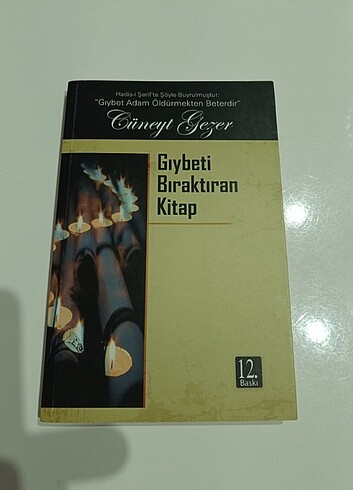 Hadis-i Şerif'te Şöyle Buyrulmuştur:
"Gıybet Adam Öldürmekten Beterdir"
Cüneyt Gezer
Gıybeti
Bıraktıran
Kitap
12.
Baskı